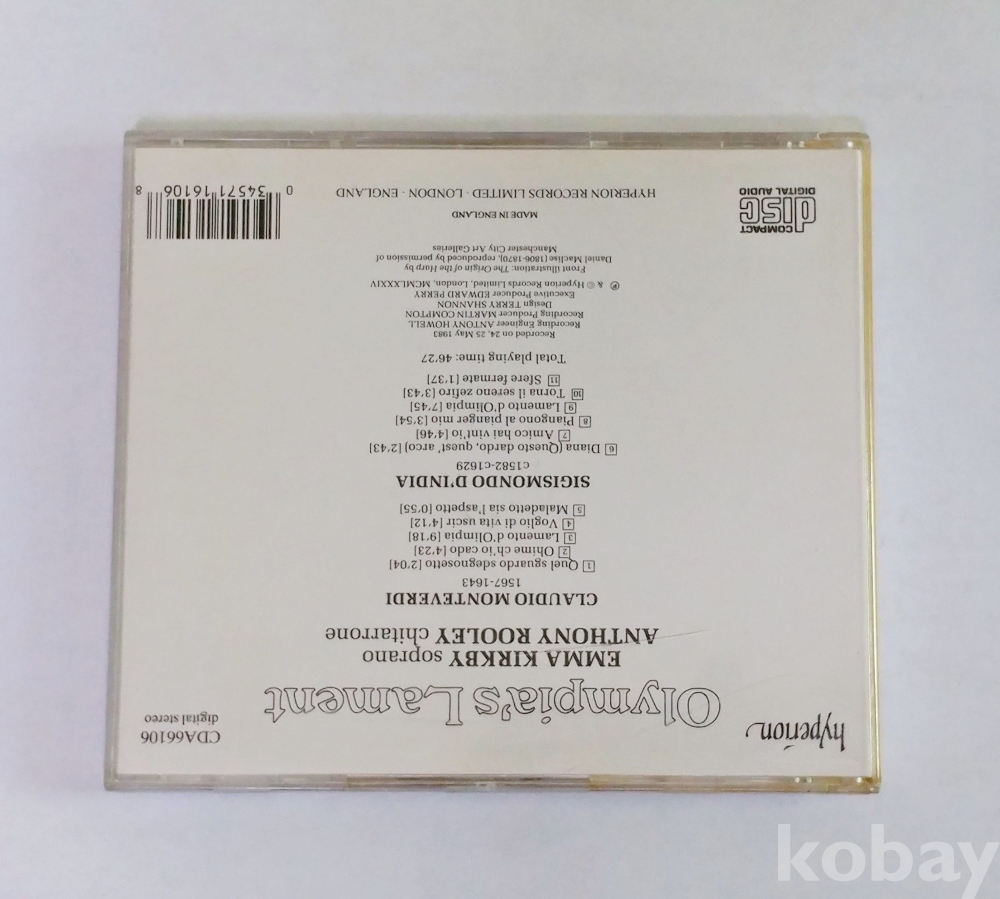 hyperion
CDA66106
digital stereo
Olympia's Lament
EMMA KIRKBY soprano
ANTHONY ROOLEY chitarrone
CLAUDIO MONTEVERDI
1567-1643
1 Quel sguardo sdegnosetto [2'04]
2 Ohime ch'io cado [4'23]
3 Lamento d'Olimpia [9'18]
4 Voglio di vita uscir [4'12]
5 Maladetto sia l'aspetto [0'55]
SIGISMONDO D'INDIA
c1582-c1629
6 Diana (Questo dardo, quest' arco) [2'43]
7 Amico hai vint'io [4'46]
8 Piangono al pianger mio [3'54]
9 Lamento d'Olimpia [7'45]
10 Torna il sereno zefiro [3'43]
11 Sfere fermate [1'37]
Total playing time: 46'27
Recorded on 24, 25 May 1983
Recording Engineer ANTONY HOWELL
Recording Producer MARTIN COMPTON
Design TERRY SHANNON
Executive Producer EDWARD PERRY
℗ & © Hyperion Records Limited, London, MCMLXXXIV
Front illustration: The Origin of the Harp by
Daniel Maclise (1806-1870), reproduced by permission of
Manchester City Art Galleries
MADE IN ENGLAND
HYPERION RECORDS LIMITED · LONDON · ENGLAND
COMPACT
disc
DIGITAL AUDIO
0 34571 16106 8
kobay